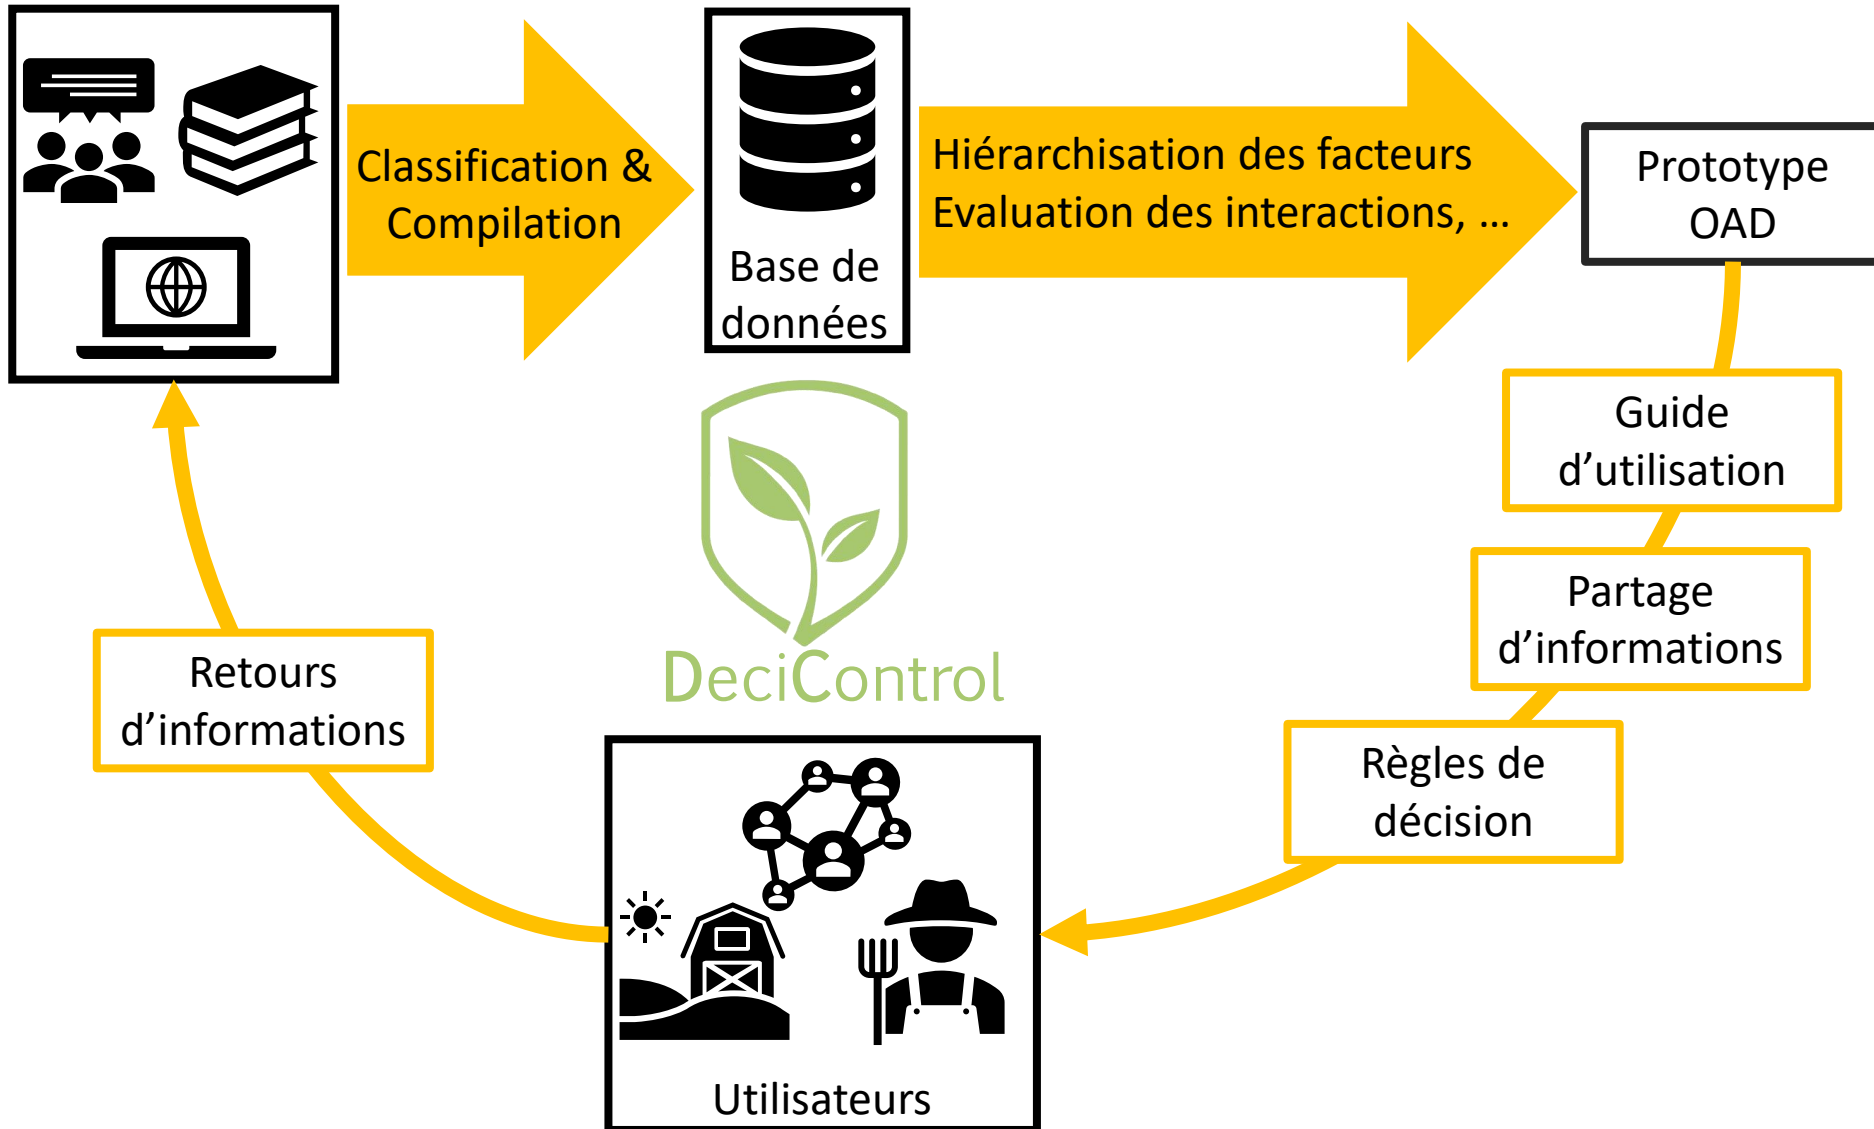 Classification &
Compilation
Base de
données
Hiérarchisation des facteurs
Evaluation des interactions, ...
Prototype
OAD
Guide
d’utilisation
Partage
d’informations
Règles de
décision
DeciControl
Retours
d’informations
Utilisateurs